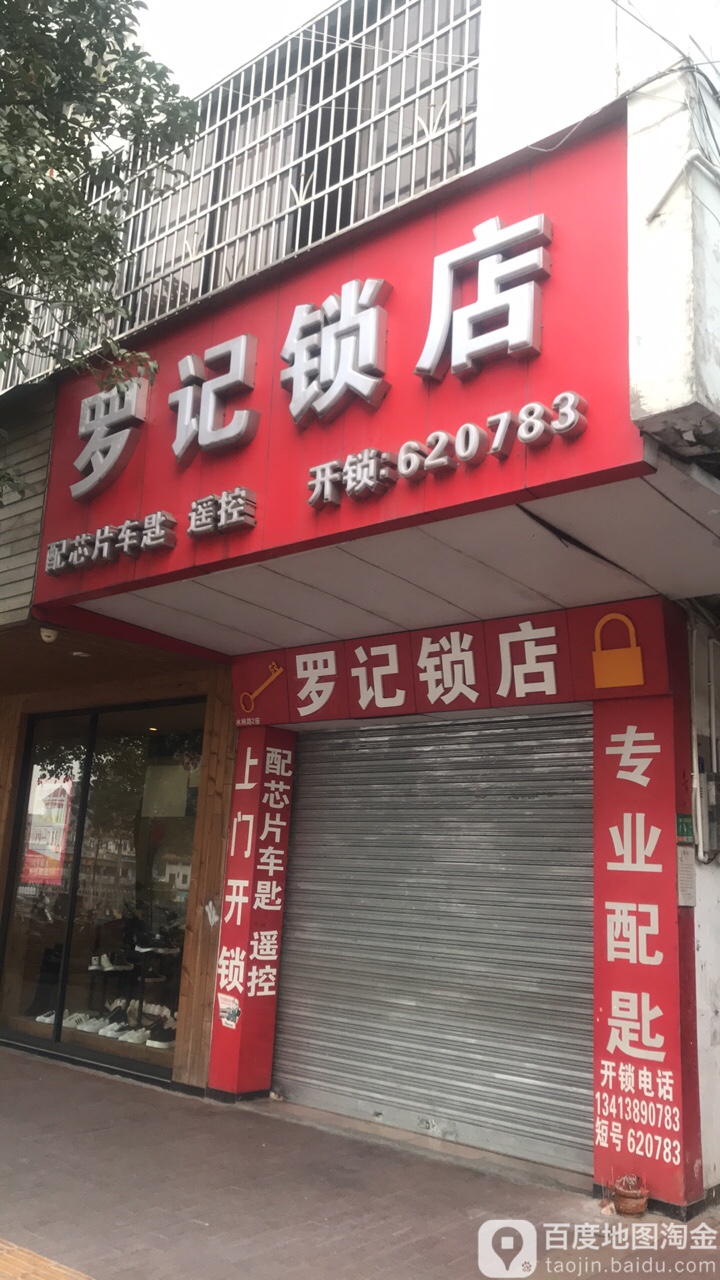 罗记锁店
配芯片车匙 遥控 开锁:620783
罗记锁店
上门开锁
配芯片车匙 遥控
专业配匙
开锁电话
13413890783
短号620783
百度地图淘金
taojin.baidu.com